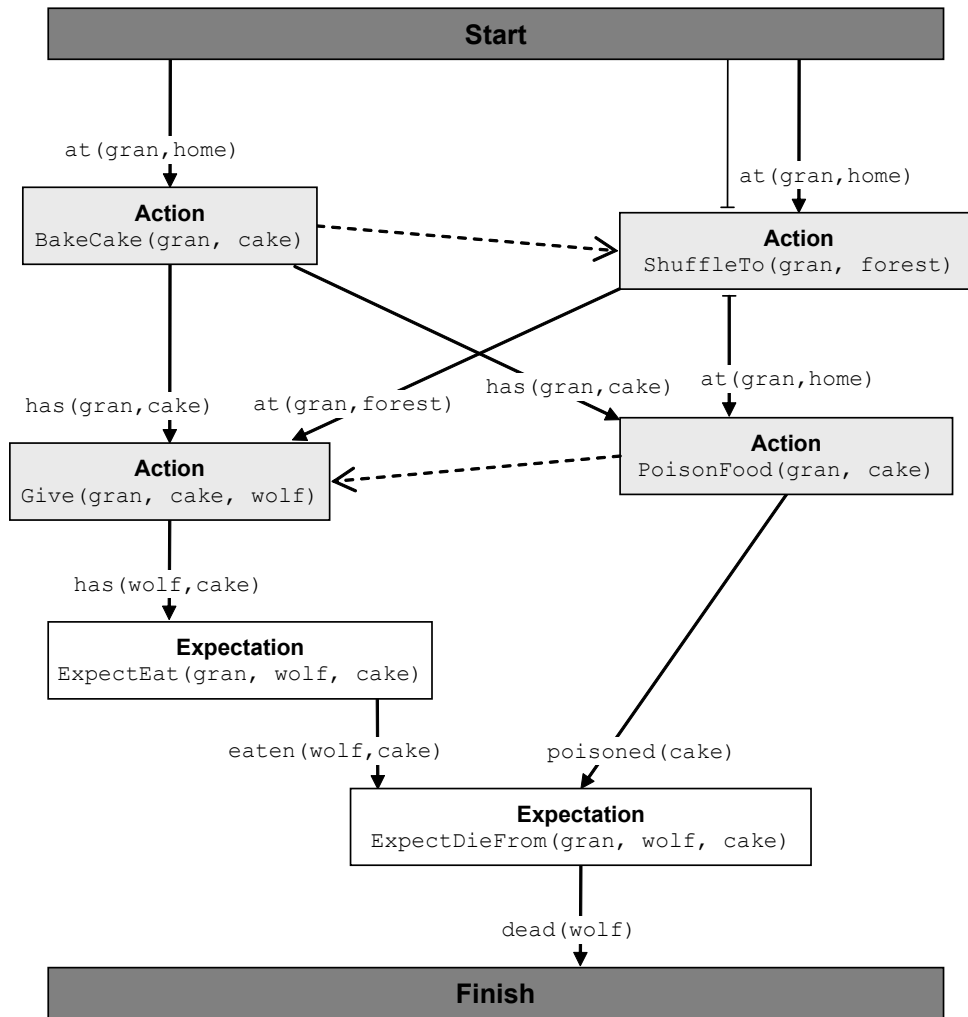 Start
at(gran,home)
at(gran,home)
Action
BakeCake(gran, cake)
Action
ShuffleTo(gran, forest)
has(gran,cake)
at(gran,forest)
has(gran,cake)
at(gran,home)
Action
Give(gran, cake, wolf)
Action
PoisonFood(gran, cake)
has(wolf,cake)
Expectation
ExpectEat(gran, wolf, cake)
eaten(wolf,cake)
poisoned(cake)
Expectation
ExpectDieFrom(gran, wolf, cake)
dead(wolf)
Finish